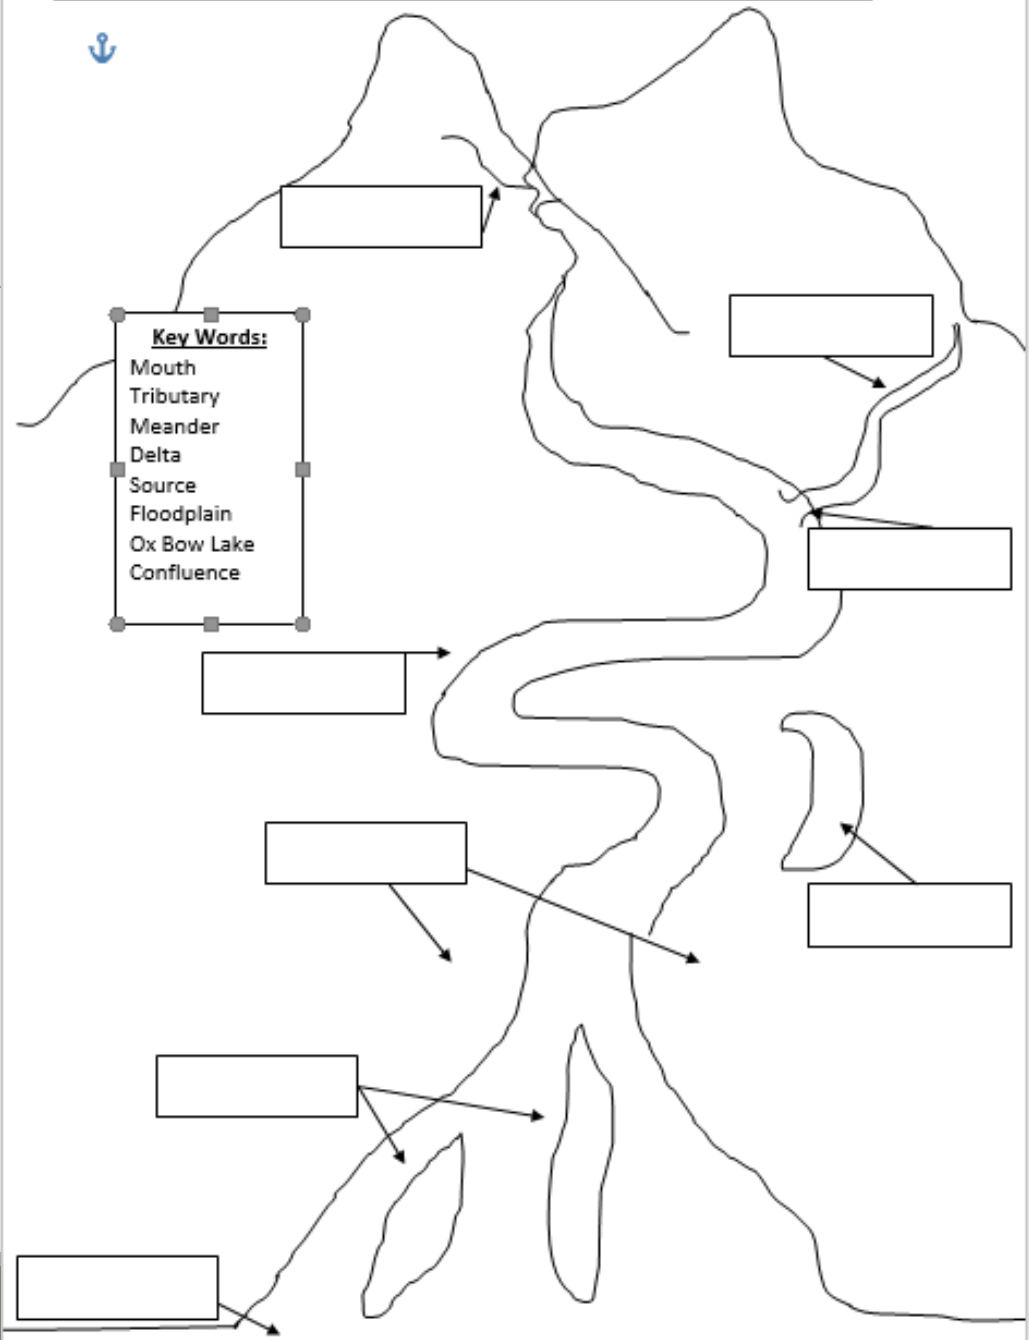 Key Words:
Mouth
Tributary
Meander
Delta
Source
Floodplain
Ox Bow Lake
Confluence